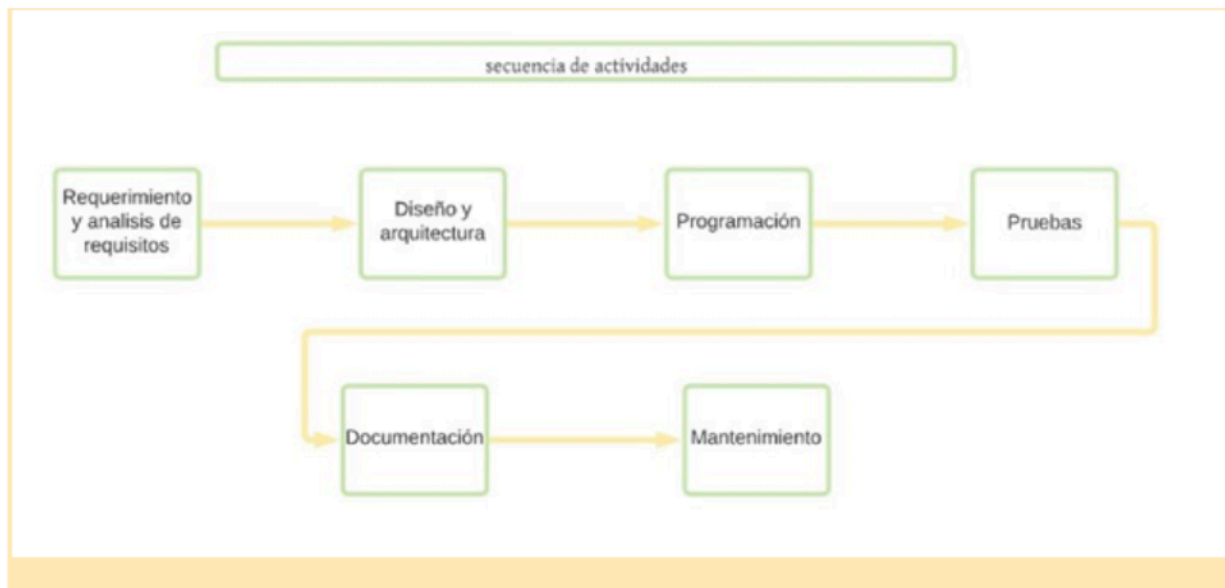 secuencia de actividades
Requerimiento
y analisis de
requisitos
Diseño y
arquitectura
Programación
Pruebas
Documentación
Mantenimiento